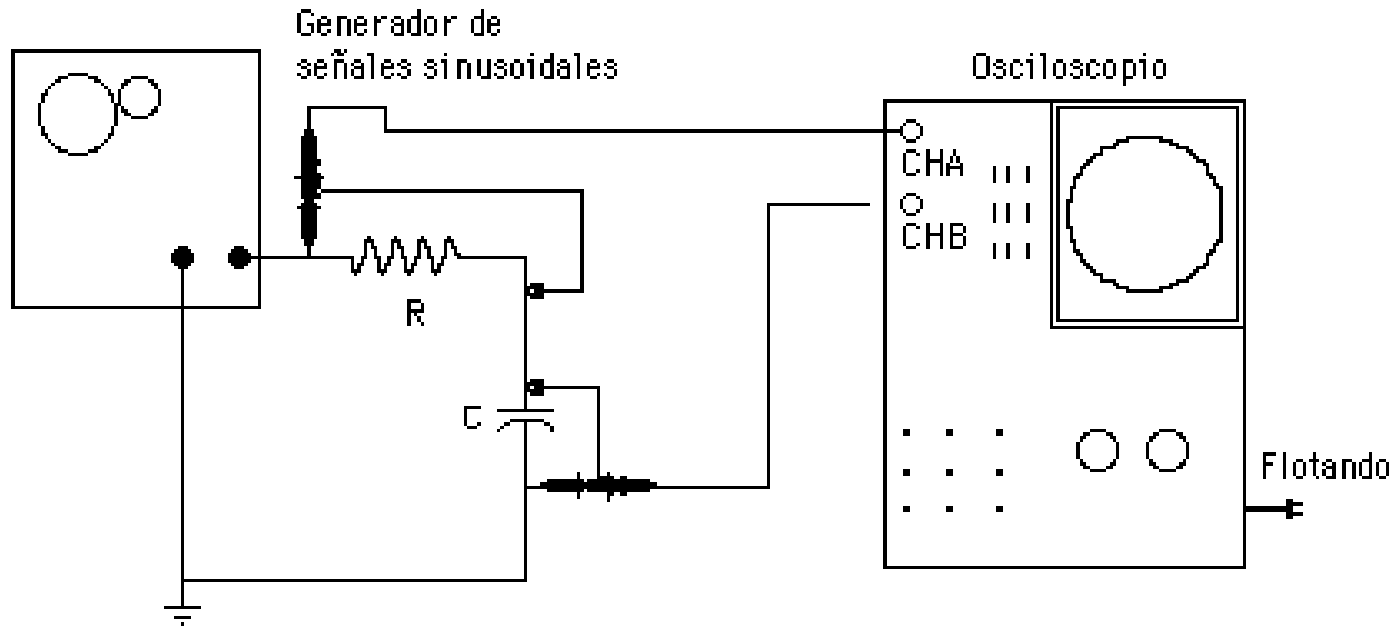 Generador de
señales sinusoidales
Osciloscopio
CHA
CHB
R
C
Flotando